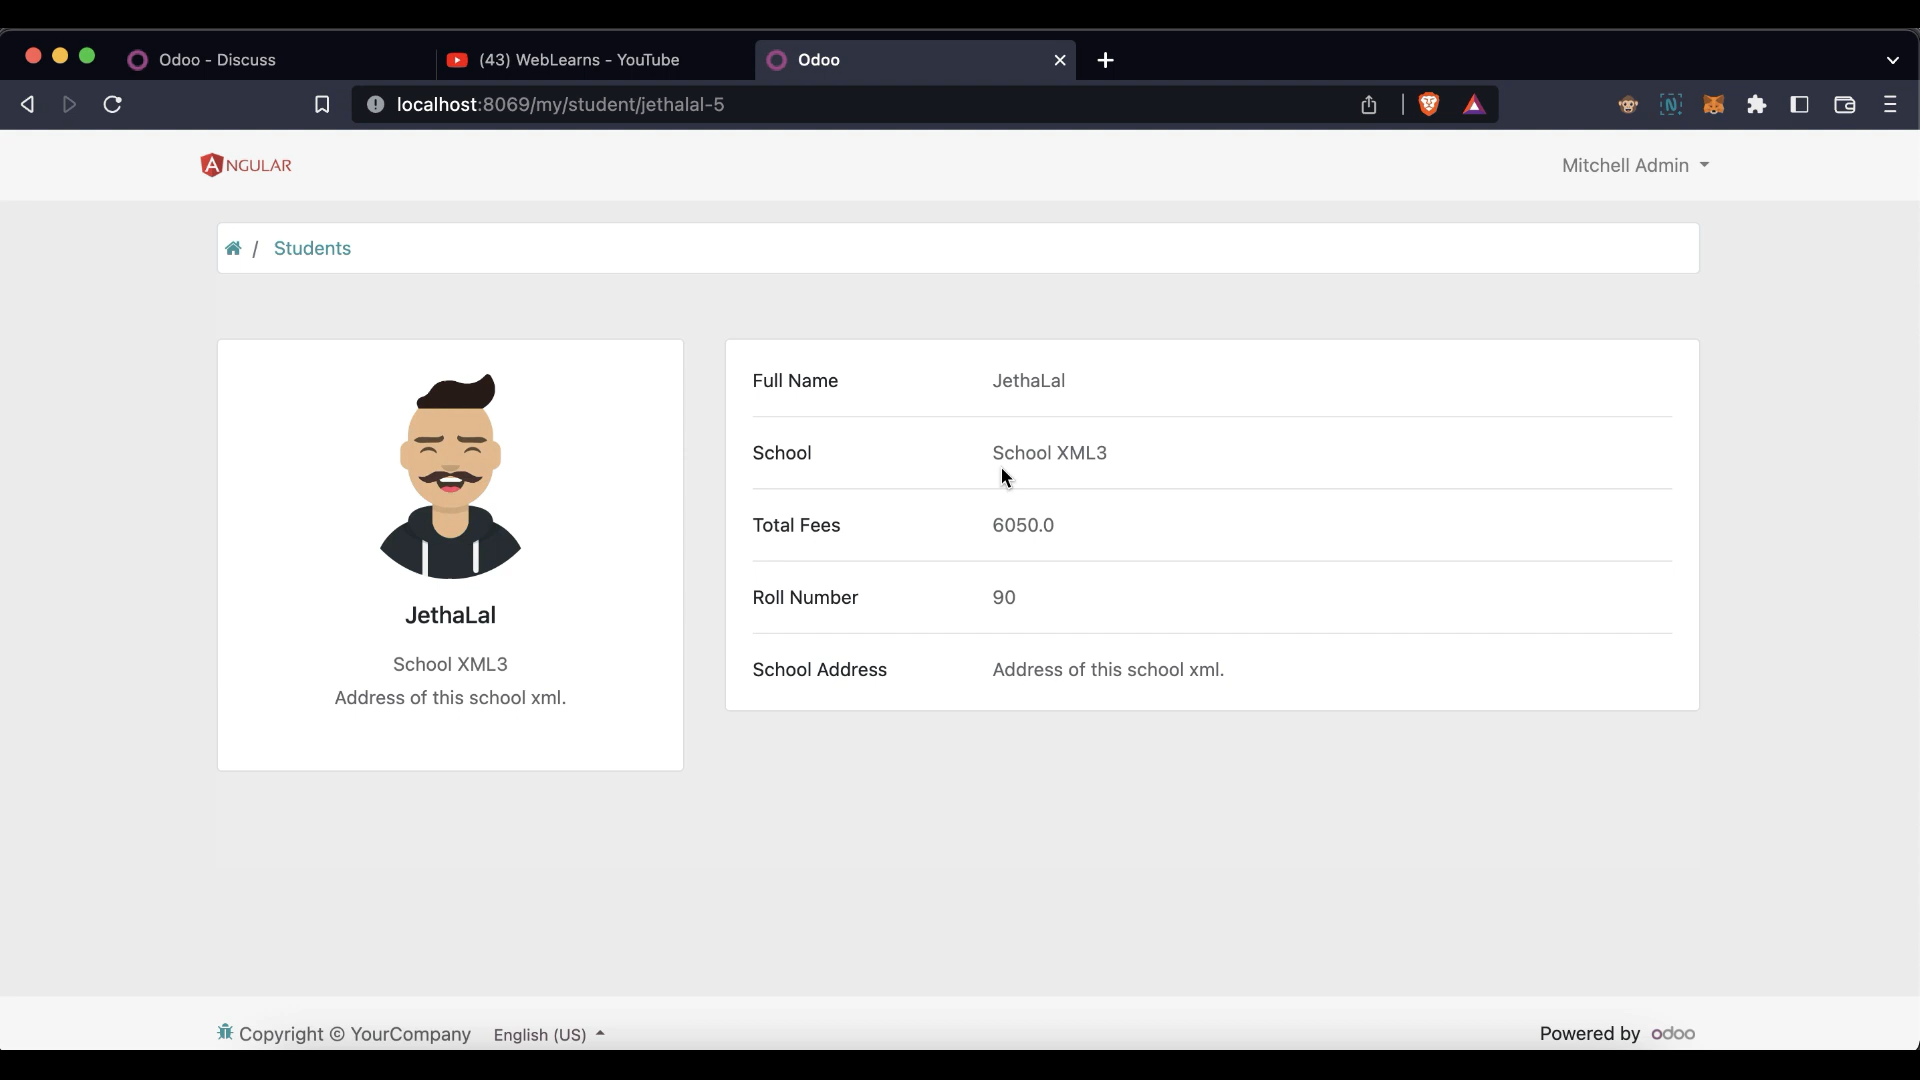 Odoo - Discuss
(43) WebLearns - YouTube
Odoo
localhost:8069/my/student/jethalal-5
ANGULAR
Mitchell Admin
/ Students
JethaLal
School XML3
Address of this school xml.
Full Name JethaLal
School School XML3
Total Fees 6050.0
Roll Number 90
School Address Address of this school xml.
Copyright © YourCompany English (US)
Powered by odoo